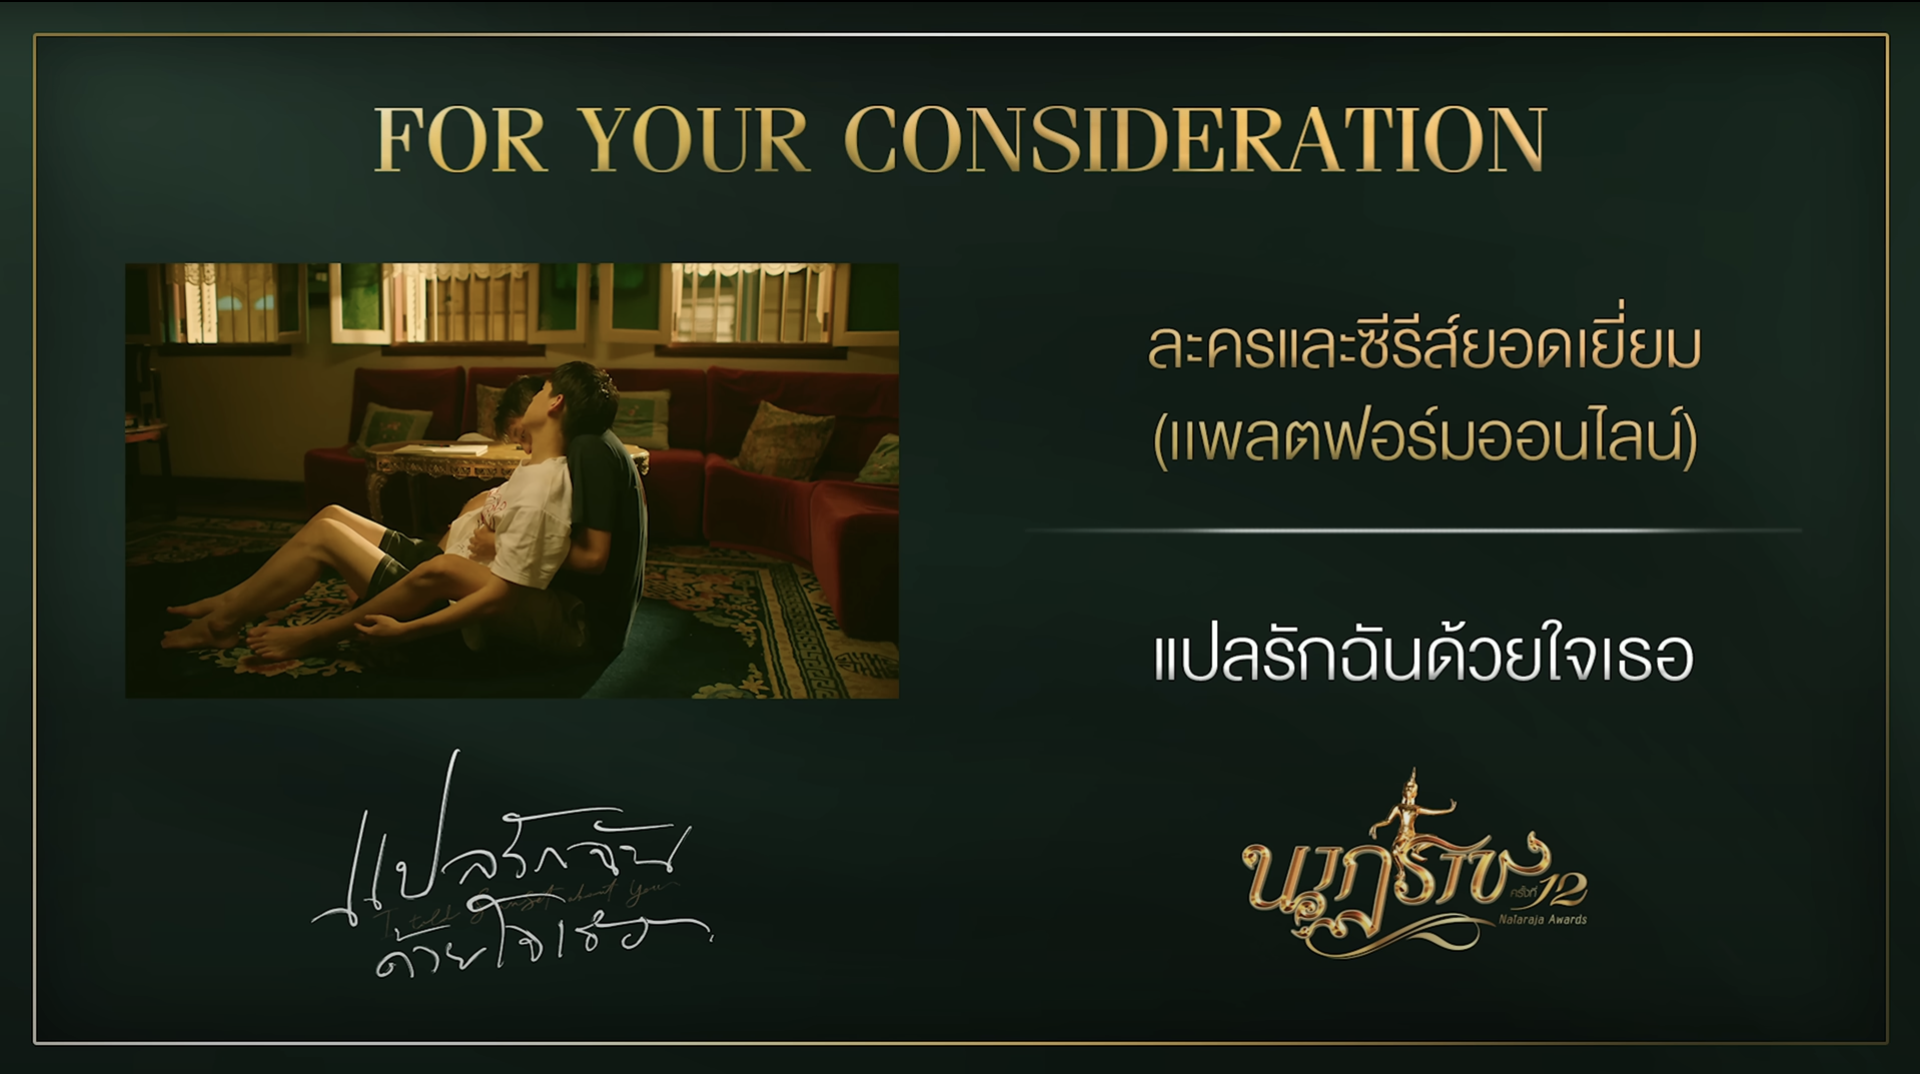 FOR YOUR CONSIDERATION
ละครและซีรีส์ยอดเยี่ยม
(แพลตฟอร์มออนไลน์)
แปลรักฉันด้วยใจเธอ
แปลรักฉัน
I told Sunset about You
ด้วยใจเธอ
นาฏราช
ครั้งที่ 12
Nataraja Awards